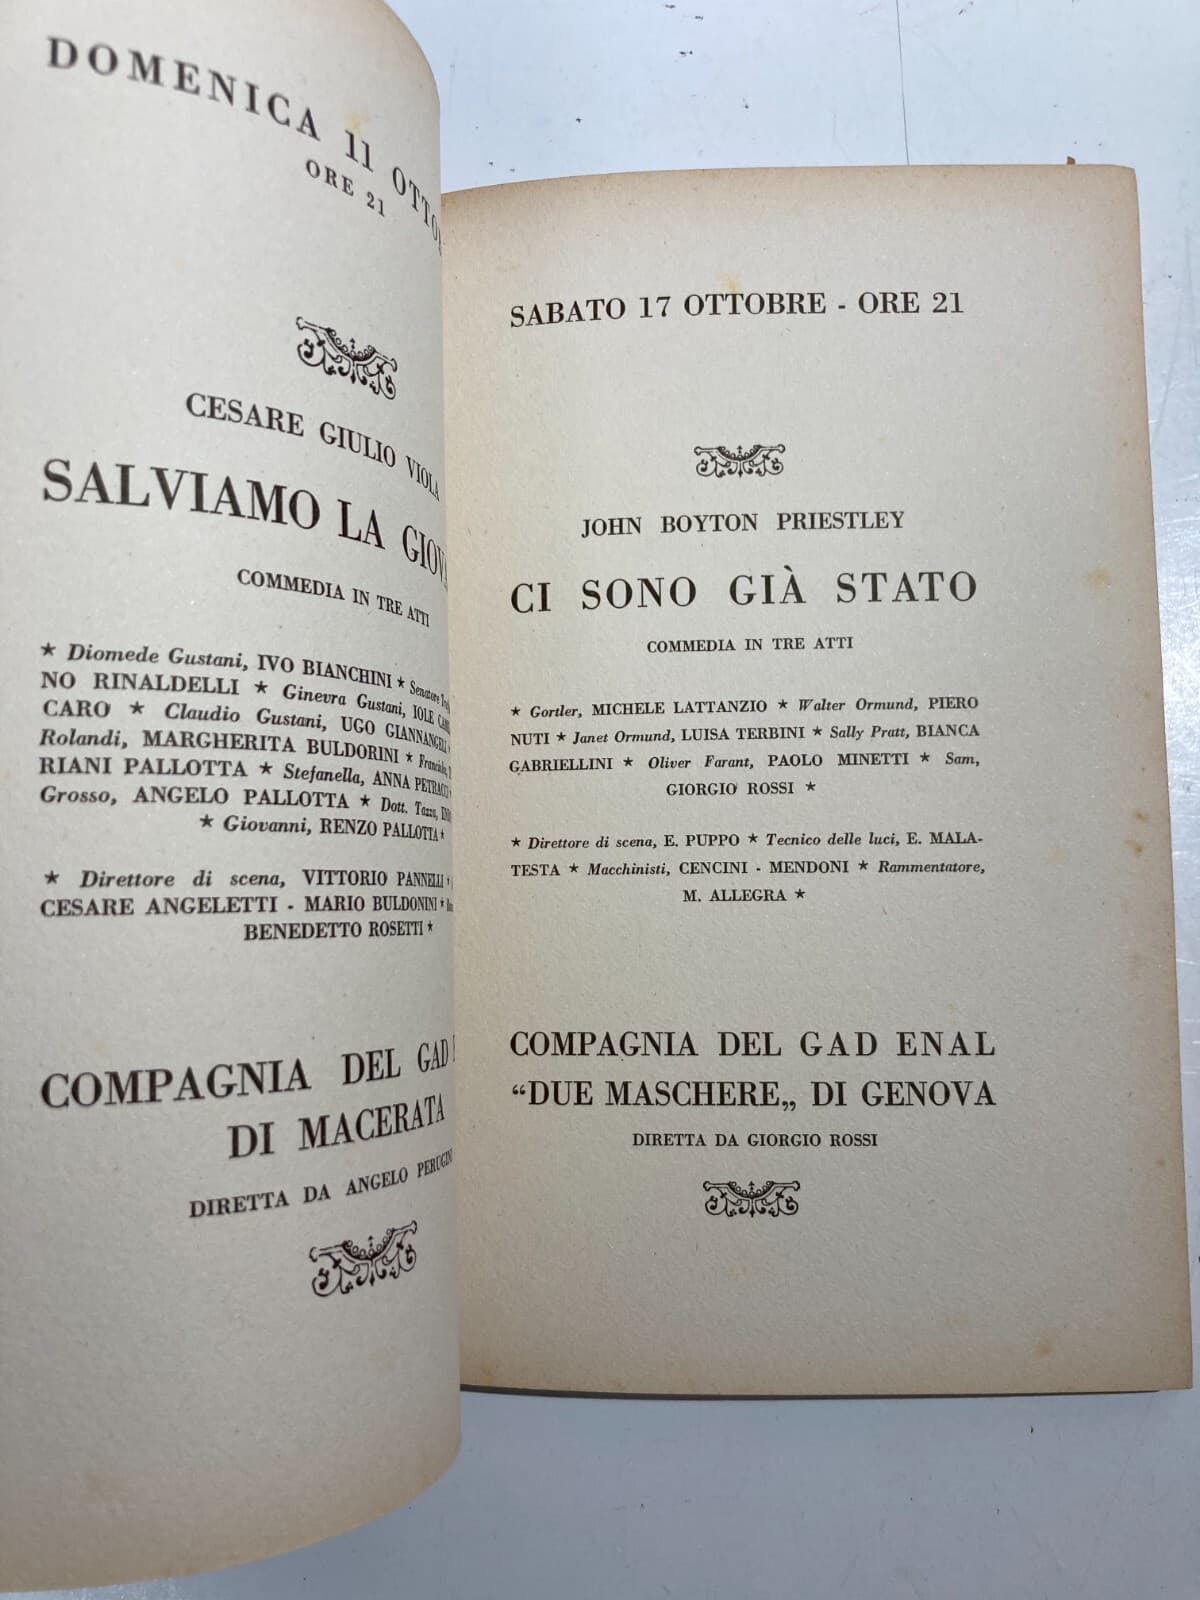 DOMENICA 11
ORE 21
CESARE GIULIO VIOLA
SALVIAMO LA
COMMEDIA IN TRE ATTI
★ Diomede Gustani, IVO BIANCHINI ★ Senatore
NO RINALDELLI ★ Ginevra Gustani, IOLE
CARO ★ Claudio Gustani, UGO GIANNANGELI
Rolandi, MARGHERITA BULDORINI ★
RIANI PALLOTTA ★ Stefanella, ANNA PETRACCI
Grosso, ANGELO PALLOTTA ★ Dott. Tazza,
★ Giovanni, RENZO PALLOTTA ★
★ Direttore di scena, VITTORIO PANNELLI ★
CESARE ANGELETTI - MARIO BULDONINI ★
BENEDETTO ROSETTI ★
COMPAGNIA DEL GAD
DI MACERATA
DIRETTA DA ANGELO
SABATO 17 OTTOBRE - ORE 21
JOHN BOYTON PRIESTLEY
CI SONO GIÀ STATO
COMMEDIA IN TRE ATTI
★ Gortler, MICHELE LATTANZIO ★ Walter Ormund, PIERO
NUTI ★ Janet Ormund, LUISA TERBINI ★ Sally Pratt, BIANCA
GABRIELLINI ★ Oliver Farant, PAOLO MINETTI ★ Sam,
GIORGIO ROSSI ★
★ Direttore di scena, E. PUPPO ★ Tecnico delle luci, E. MALA-
TESTA ★ Macchinisti, CENCINI - MENDONI ★ Rammentatore,
M. ALLEGRA ★
COMPAGNIA DEL GAD ENAL
“DUE MASCHERE„ DI GENOVA
DIRETTA DA GIORGIO ROSSI